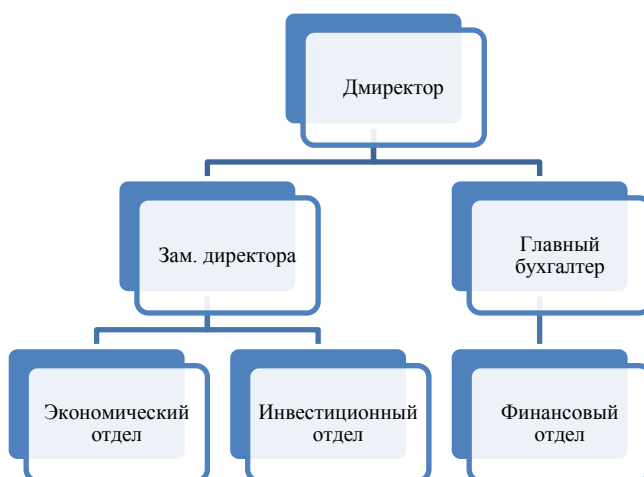 Дмиректор
Зам. директора
Главный
бухгалтер
Экономический
отдел
Инвестиционный
отдел
Финансовый
отдел